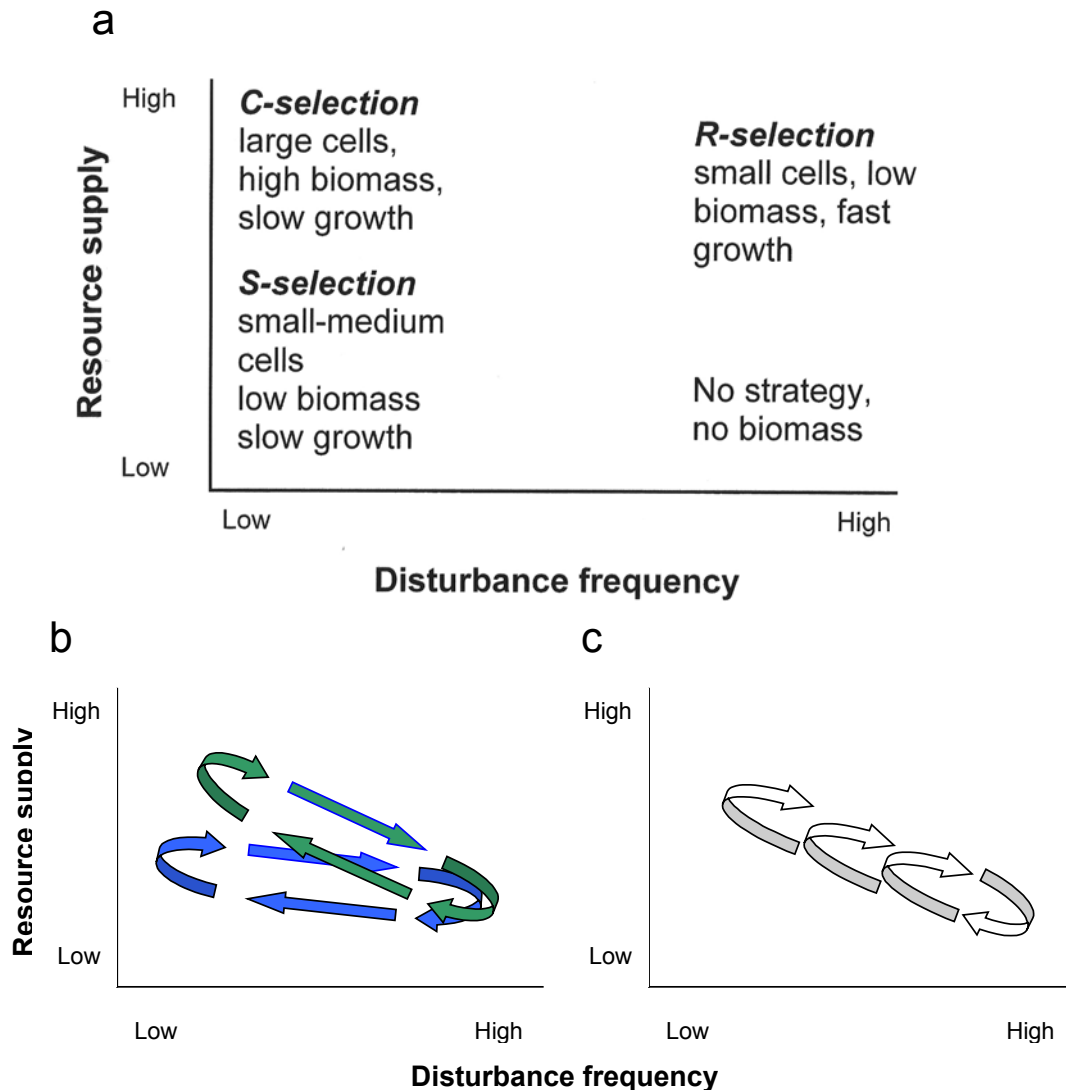 a
High
C-selection
large cells,
high biomass,
slow growth
R-selection
small cells, low
biomass, fast
growth
Resource supply
S-selection
small-medium
cells
low biomass
slow growth
No strategy,
no biomass
Low
Low
High
Disturbance frequency
b
c
High
High
Resource supply
Low
Low
Low
High
Low
High
Disturbance frequency